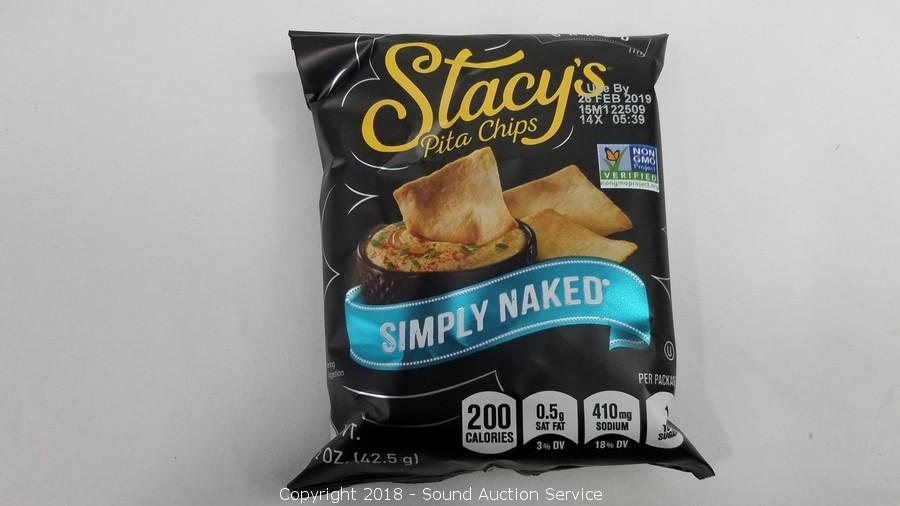 Stacy's
Pita Chips
Use By
26 FEB 2019
15M122509
14X 05:39
NON
GMO
Project
VERIFIED
nongmoproject.org
SIMPLY NAKED
U
PER PACKA
200
CALORIES
0.5g
SAT FAT
3% DV
410mg
SODIUM
18% DV
OZ. (42.5 g)
Copyright 2018 - Sound Auction Service